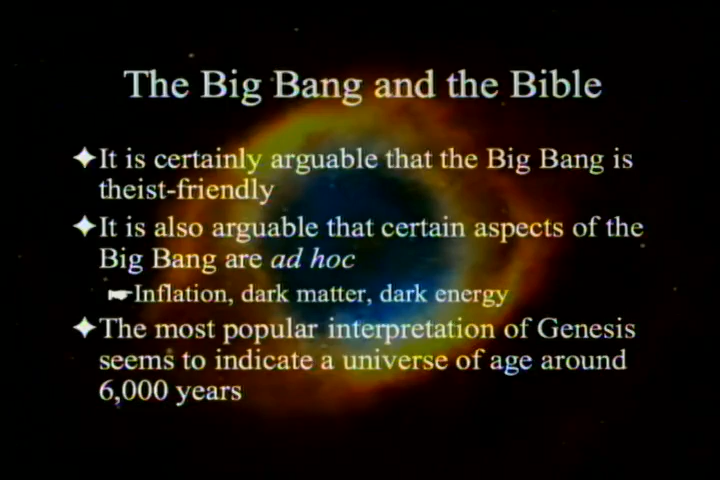 The Big Bang and the Bible
It is certainly arguable that the Big Bang is
theist-friendly
It is also arguable that certain aspects of the
Big Bang are ad hoc
Inflation, dark matter, dark energy
The most popular interpretation of Genesis
seems to indicate a universe of age around
6,000 years